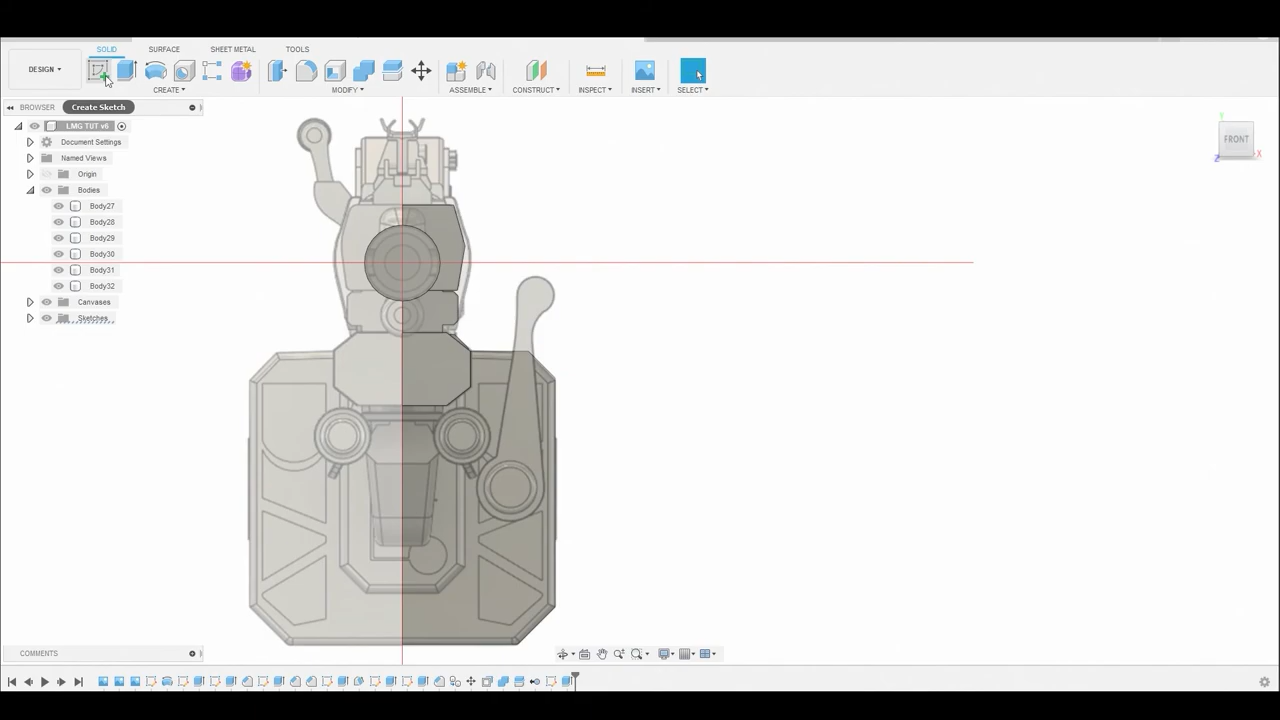 SOLID
SURFACE
SHEET METAL
TOOLS
DESIGN
CREATE
MODIFY
ASSEMBLE
CONSTRUCT
INSPECT
INSERT
SELECT
BROWSER
Create Sketch
LMG TUT v6
Document Settings
Named Views
Origin
Bodies
Body27
Body28
Body29
Body30
Body31
Body32
Canvases
Sketches
Y
FRONT
Z
X
COMMENTS